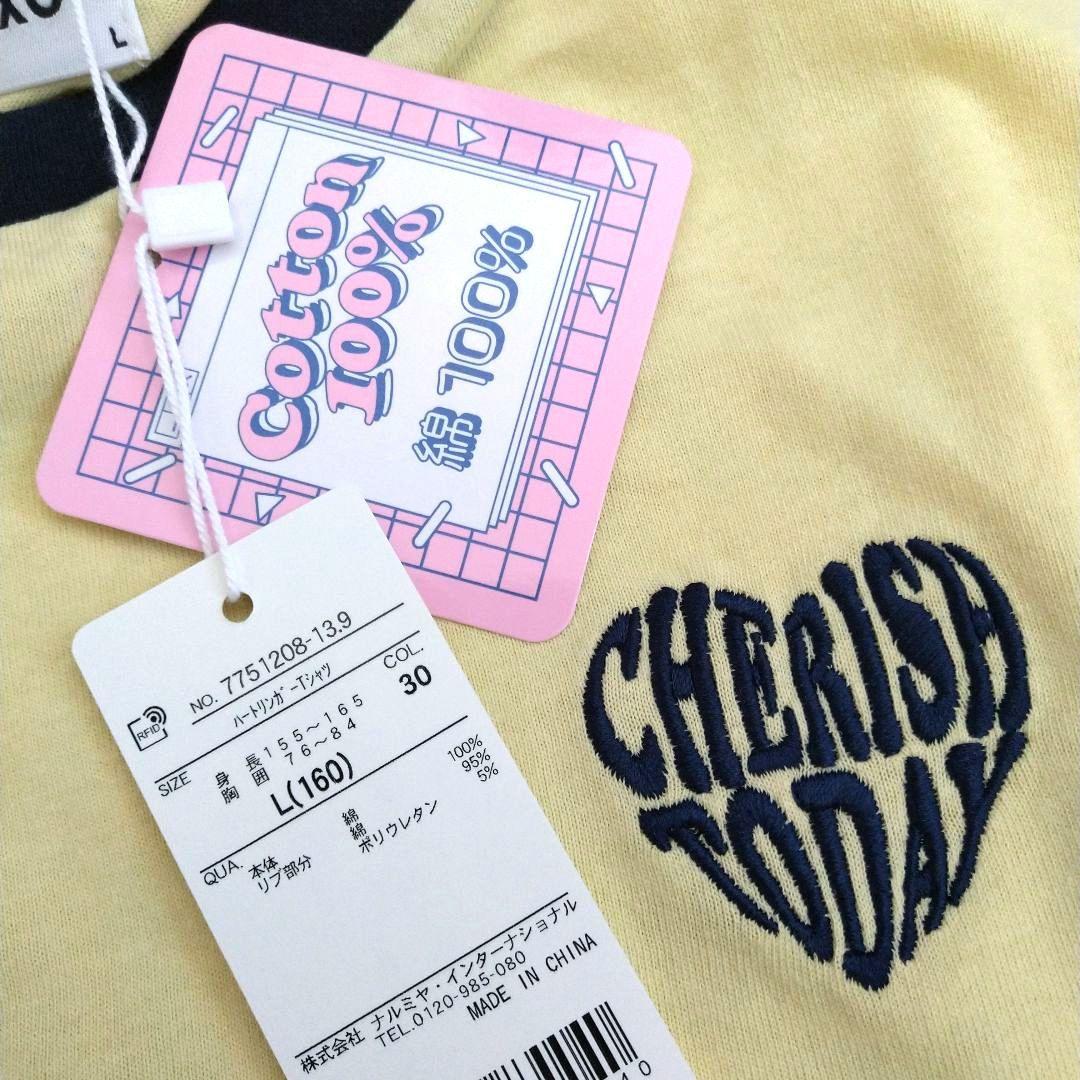 L
Cotton
100%
綿 100%
RFID
NO. 7751208-13.9
ハートリンガーTシャツ
COL.
30
SIZE
身 長 155～165
胸 囲 76～84
L(160)
QUA. 本体 綿 100%
リブ部分 綿 95%
ポリウレタン 5%
株式会社 ナルミヤ・インターナショナル
TEL.0120-985-080
MADE IN CHINA
CHERISH
TODAY